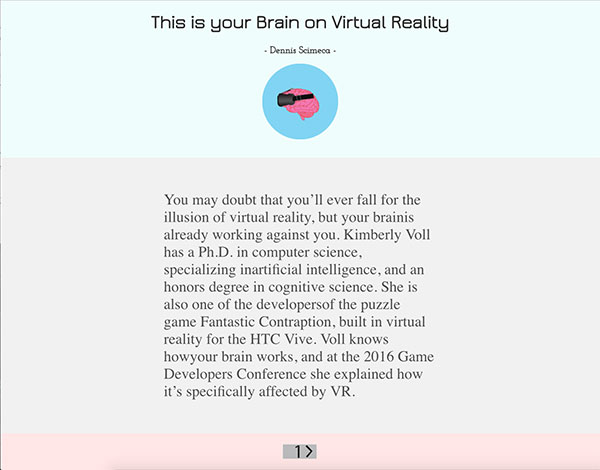 This is your Brain on Virtual Reality
- Dennis Scimeca -
You may doubt that you'll ever fall for the
illusion of virtual reality, but your brainis
already working against you. Kimberly Voll
has a Ph.D. in computer science,
specializing inartificial intelligence, and an
honors degree in cognitive science. She is
also one of the developersof the puzzle
game Fantastic Contraption, built in virtual
reality for the HTC Vive. Voll knows
howyour brain works, and at the 2016 Game
Developers Conference she explained how
it's specifically affected by VR.
1 >